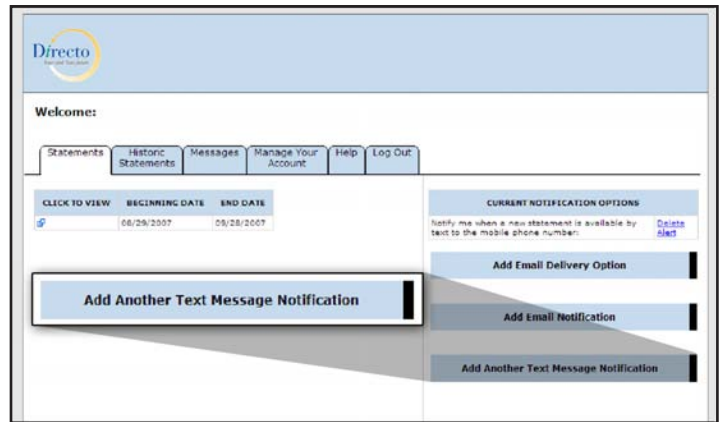 Directo
Welcome:
Statements
Historic
Statements
Messages
Manage Your
Account
Help
Log Out
CLICK TO VIEW BEGINNING DATE END DATE
08/29/2007 09/28/2007
CURRENT NOTIFICATION OPTIONS
Notify me when a new statement is available by
text to the mobile phone number:
Delete
Alert
Add Email Delivery Option
Add Another Text Message Notification
Add Email Notification
Add Another Text Message Notification